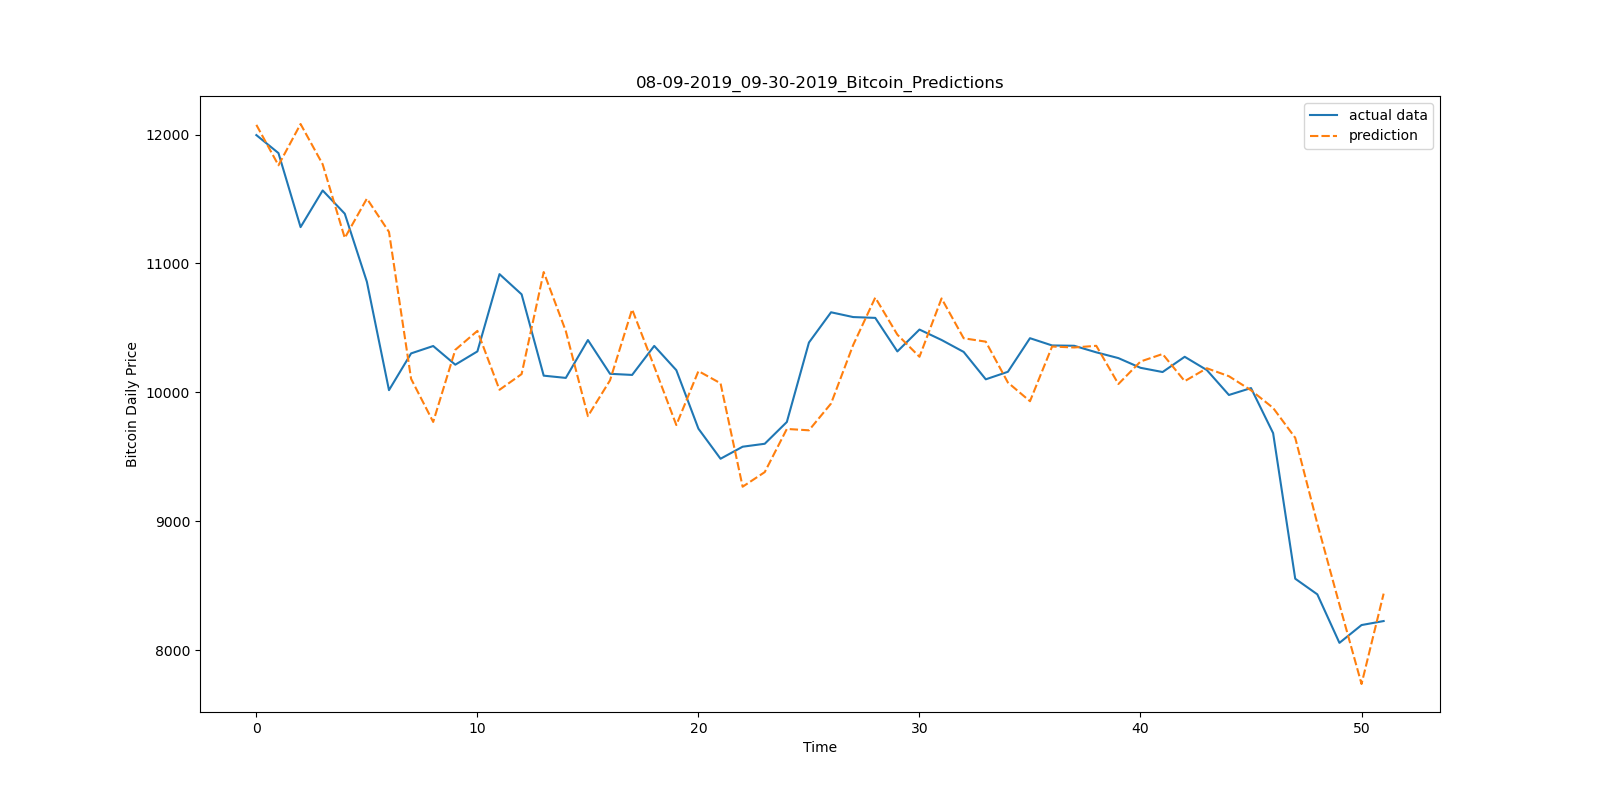 08-09-2019_09-30-2019_Bitcoin_Predictions
actual data
prediction
12000
11000
10000
9000
8000
Bitcoin Daily Price
0 10 20 30 40 50
Time